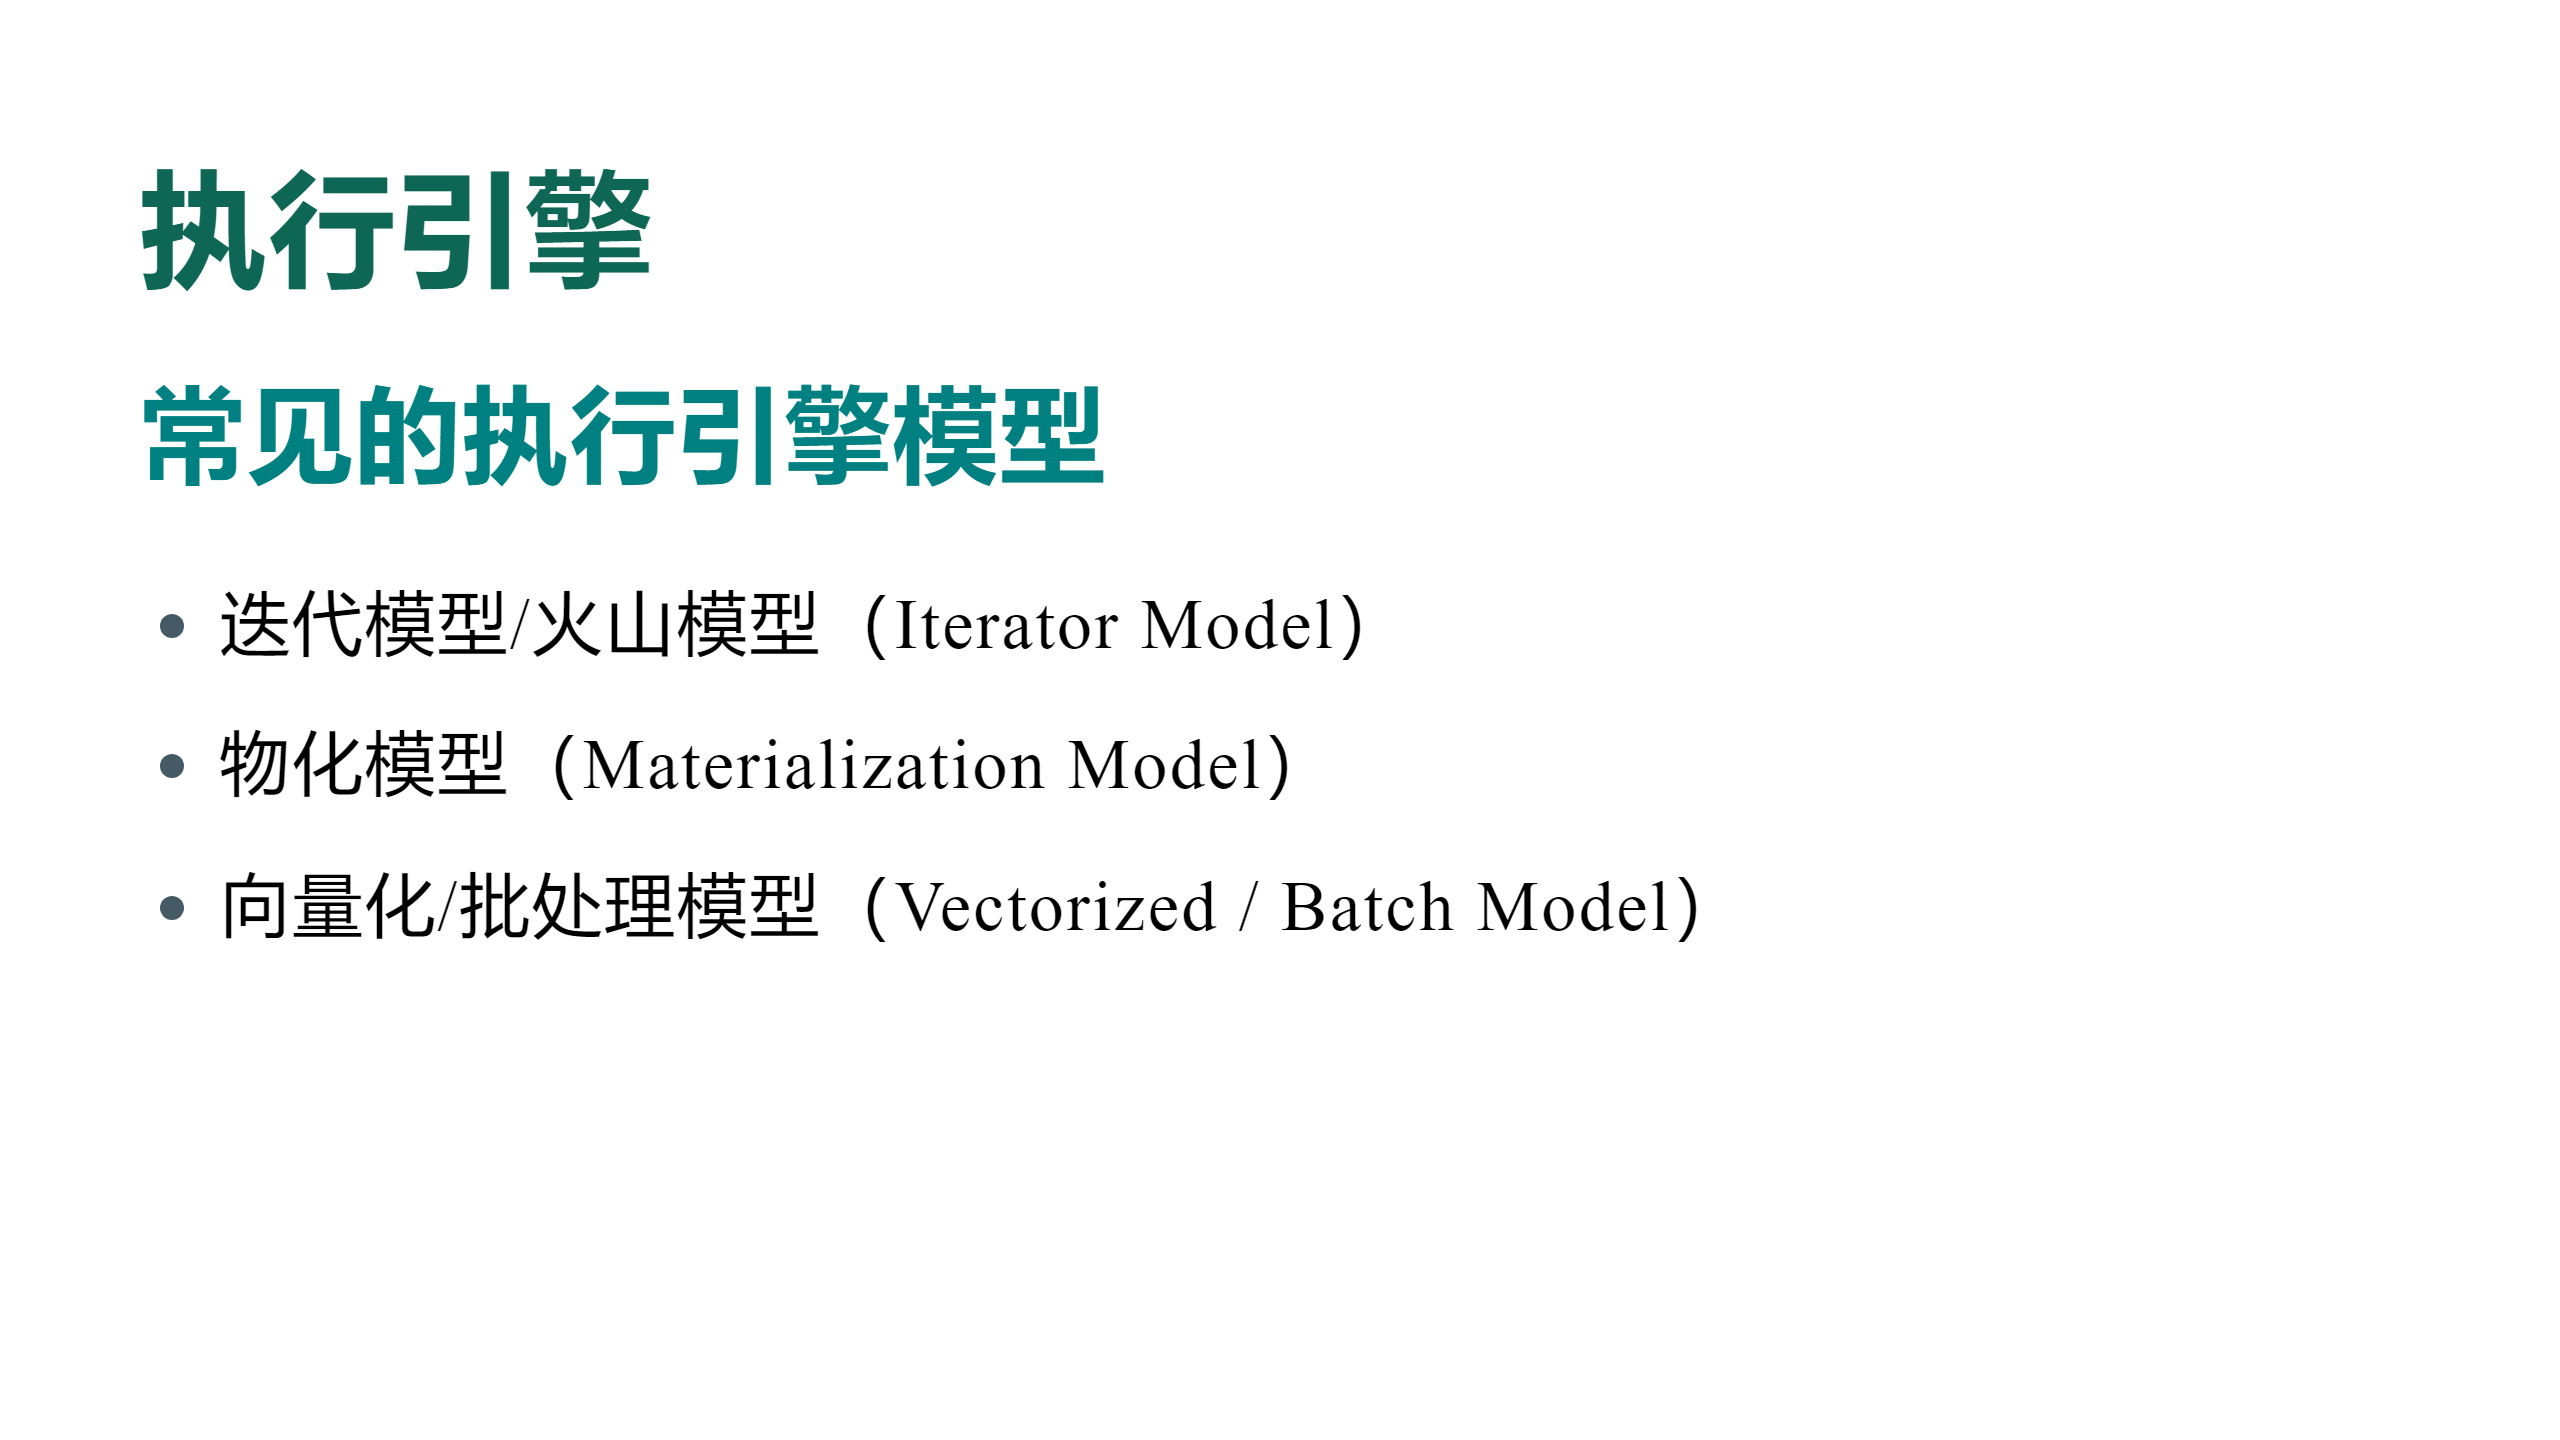 执行引擎
常见的执行引擎模型
迭代模型/火山模型（Iterator Model）
物化模型（Materialization Model）
向量化/批处理模型（Vectorized / Batch Model）